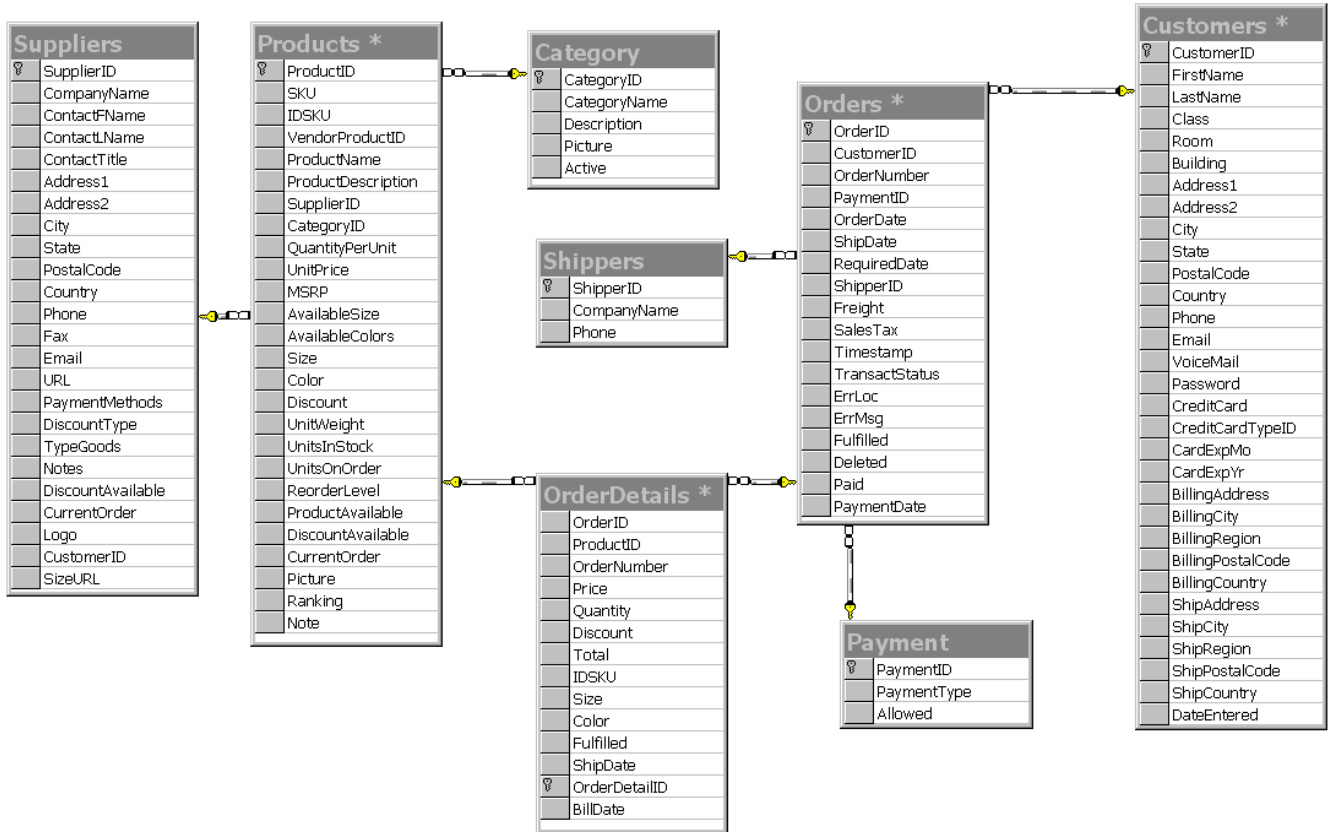 Suppliers
SupplierID
CompanyName
ContactFName
ContactLName
ContactTitle
Address1
Address2
City
State
PostalCode
Country
Phone
Fax
Email
URL
PaymentMethods
DiscountType
TypeGoods
Notes
DiscountAvailable
CurrentOrder
Logo
CustomerID
SizeURL
Products *
ProductID
SKU
IDSKU
VendorProductID
ProductName
ProductDescription
SupplierID
CategoryID
QuantityPerUnit
UnitPrice
MSRP
AvailableSize
AvailableColors
Size
Color
Discount
UnitWeight
UnitsInStock
UnitsOnOrder
ReorderLevel
ProductAvailable
DiscountAvailable
CurrentOrder
Picture
Ranking
Note
Category
CategoryID
CategoryName
Description
Picture
Active
Shippers
ShipperID
CompanyName
Phone
OrderDetails *
OrderID
ProductID
OrderNumber
Price
Quantity
Discount
Total
IDSKU
Size
Color
Fulfilled
ShipDate
OrderDetailID
BillDate
Orders *
OrderID
CustomerID
OrderNumber
PaymentID
OrderDate
ShipDate
RequiredDate
ShipperID
Freight
SalesTax
Timestamp
TransactStatus
ErrLoc
ErrMsg
Fulfilled
Deleted
Paid
PaymentDate
Payment
PaymentID
PaymentType
Allowed
Customers *
CustomerID
FirstName
LastName
Class
Room
Building
Address1
Address2
City
State
PostalCode
Country
Phone
Email
VoiceMail
Password
CreditCard
CreditCardTypeID
CardExpMo
CardExpYr
BillingAddress
BillingCity
BillingRegion
BillingPostalCode
BillingCountry
ShipAddress
ShipCity
ShipRegion
ShipPostalCode
ShipCountry
DateEntered